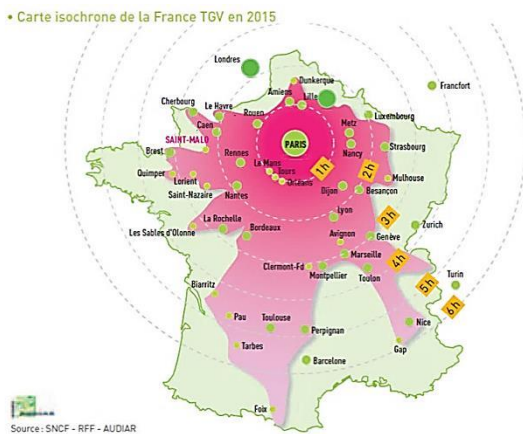 • Carte isochrone de la France TGV en 2015
Londres
Dunkerque
Francfort
Amiens
Lille
Cherbourg
Le Havre
Rouen
Luxembourg
Caen
Metz
SAINT-MALO
PARIS
Strasbourg
Brest
Rennes
Nancy
Le Mans
Tours
1h
2h
Quimper
Orléans
Mulhouse
Lorient
Dijon
Besançon
Saint-Nazaire
Nantes
La Rochelle
Lyon
3h
Les Sables d'Olonne
Bordeaux
Avignon
Genève
Zurich
Marseille
4h
Clermont-Fd
Montpellier
Toulon
5h
Turin
Biarritz
6h
Pau
Toulouse
Perpignan
Nice
Tarbes
Gap
Barcelone
Foix
Source : SNCF - RFF - AUDIAR